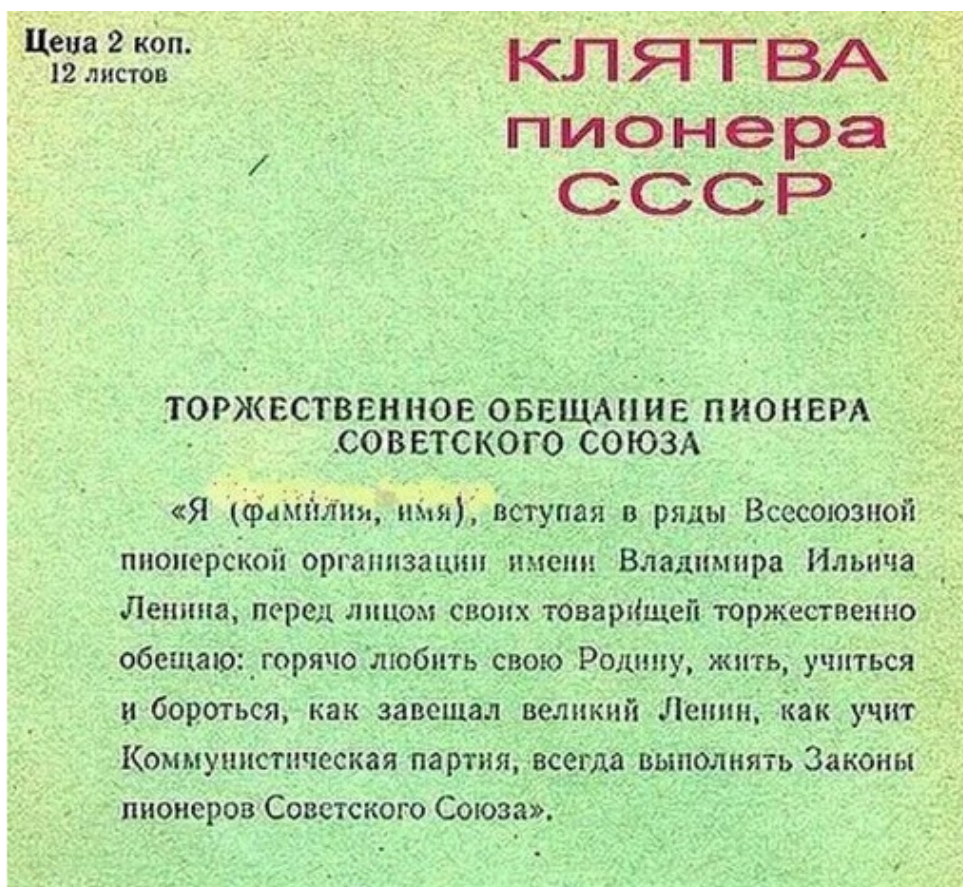 Цена 2 коп.
12 листов
КЛЯТВА
пионера
СССР
ТОРЖЕСТВЕННОЕ ОБЕЩАНИЕ ПИОНЕРА
СОВЕТСКОГО СОЮЗА
«Я (фамилия, имя), вступая в ряды Всесоюзной
пионерской организации имени Владимира Ильича
Ленина, перед лицом своих товарищей торжественно
обещаю: горячо любить свою Родину, жить, учиться
и бороться, как завещал великий Ленин, как учит
Коммунистическая партия, всегда выполнять Законы
пионеров Советского Союза».